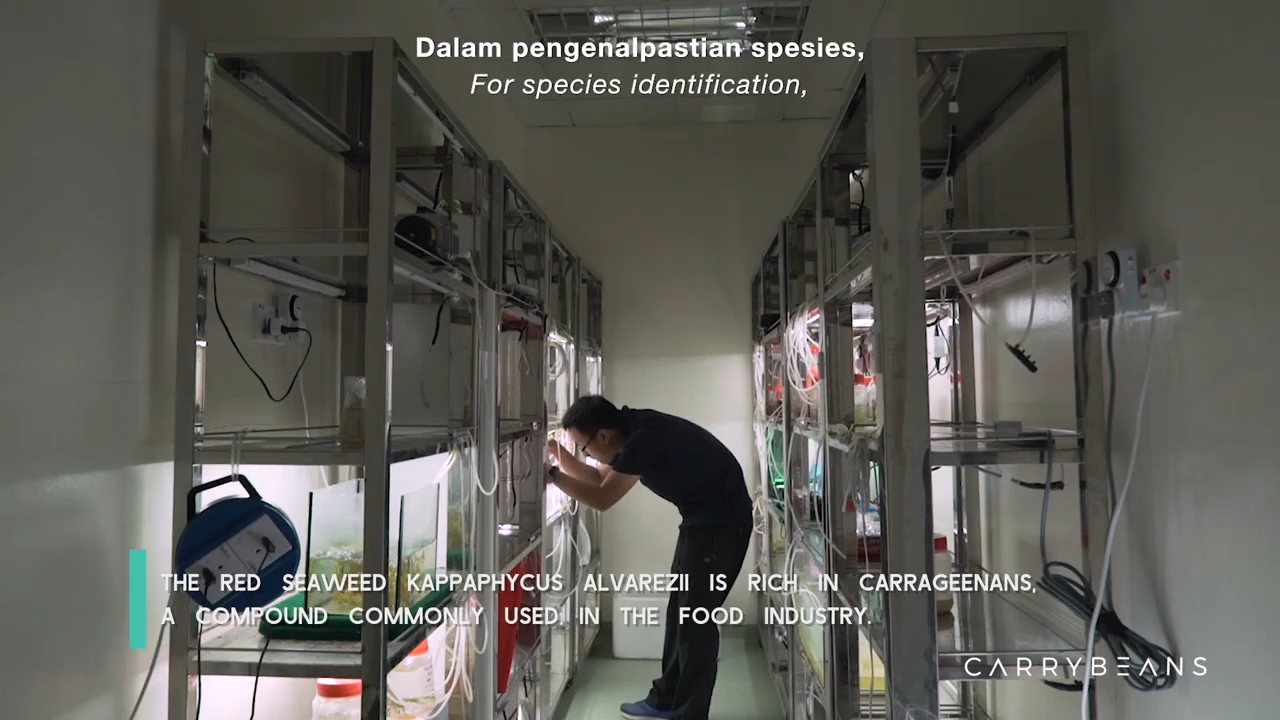 Dalam pengenalpastian spesies,
For species identification,
THE RED SEAWEED KAPPAPHYCUS ALVAREZII IS RICH IN CARRAGEENANS,
A COMPOUND COMMONLY USED IN THE FOOD INDUSTRY.
CARRYBEANS